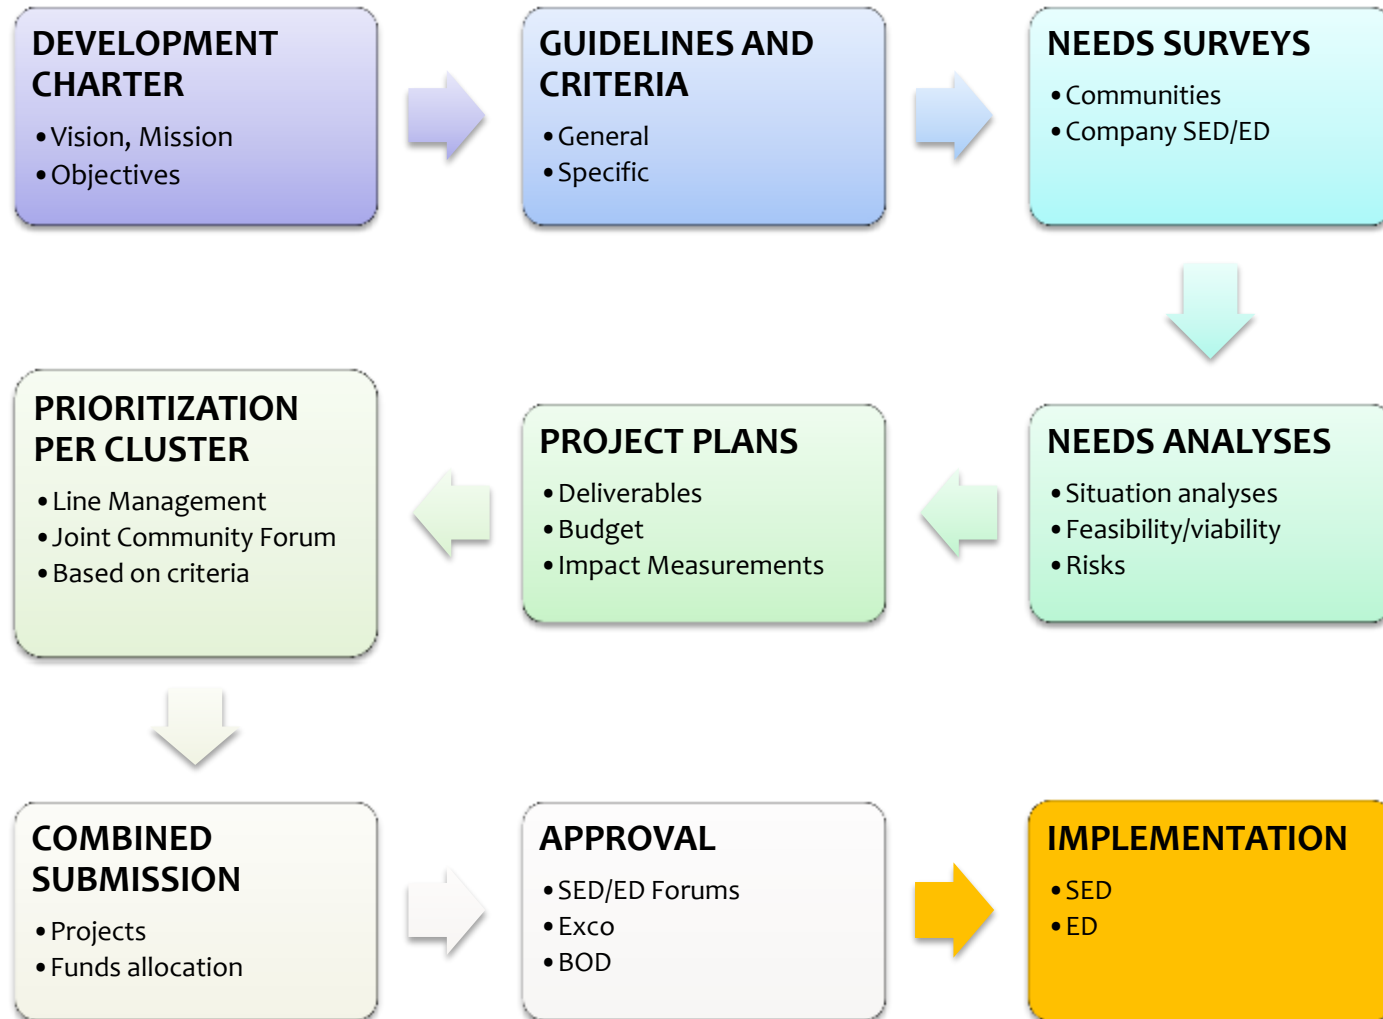 DEVELOPMENT
CHARTER
• Vision, Mission
• Objectives
GUIDELINES AND
CRITERIA
• General
• Specific
NEEDS SURVEYS
• Communities
• Company SED/ED
NEEDS ANALYSES
• Situation analyses
• Feasibility/viability
• Risks
PROJECT PLANS
• Deliverables
• Budget
• Impact Measurements
PRIORITIZATION
PER CLUSTER
• Line Management
• Joint Community Forum
• Based on criteria
COMBINED
SUBMISSION
• Projects
• Funds allocation
APPROVAL
• SED/ED Forums
• Exco
• BOD
IMPLEMENTATION
• SED
• ED